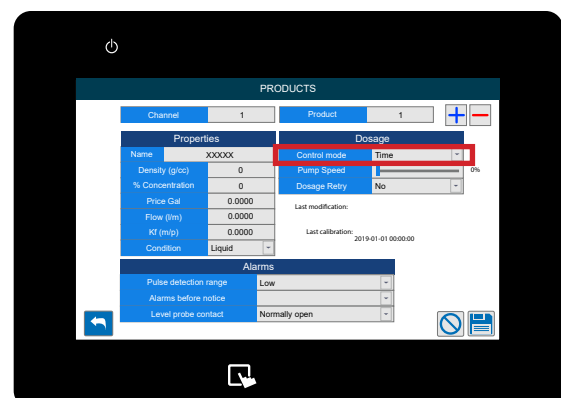 PRODUCTS
Channel 1 Product 1
Properties Dosage
Name XXXXX Control mode Time
Density (g/cc) 0 Pump Speed 0%
% Concentration 0 Dosage Retry No
Price Gal 0.0000
Last modification:
Flow (l/m) 0.0000
Kf (m/p) 0.0000 Last calibration: 2019-01-01 00:00:00
Condition Liquid
Alarms
Pulse detection range Low
Alarms before notice
Level probe contact Normally open